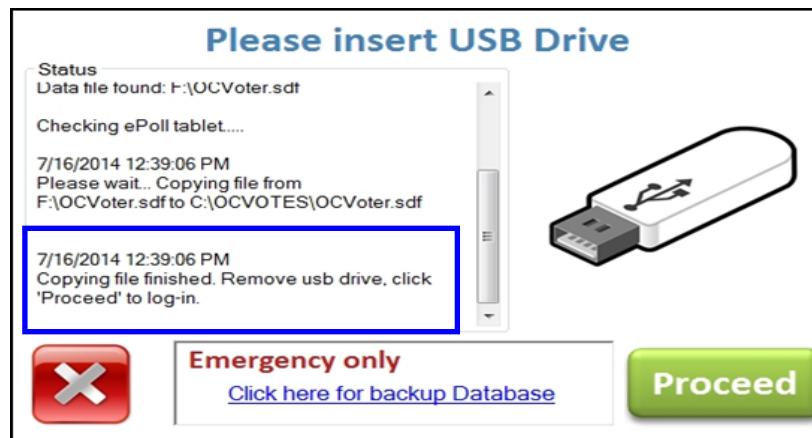 Please insert USB Drive
Status
Data file found: F:\OCVoter.sdf
Checking ePoll tablet.....
7/16/2014 12:39:06 PM
Please wait... Copying file from
F:\OCVoter.sdf to C:\OCVOTES\OCVoter.sdf
7/16/2014 12:39:06 PM
Copying file finished. Remove usb drive, click
'Proceed' to log-in.
Emergency only
Click here for backup Database
Proceed